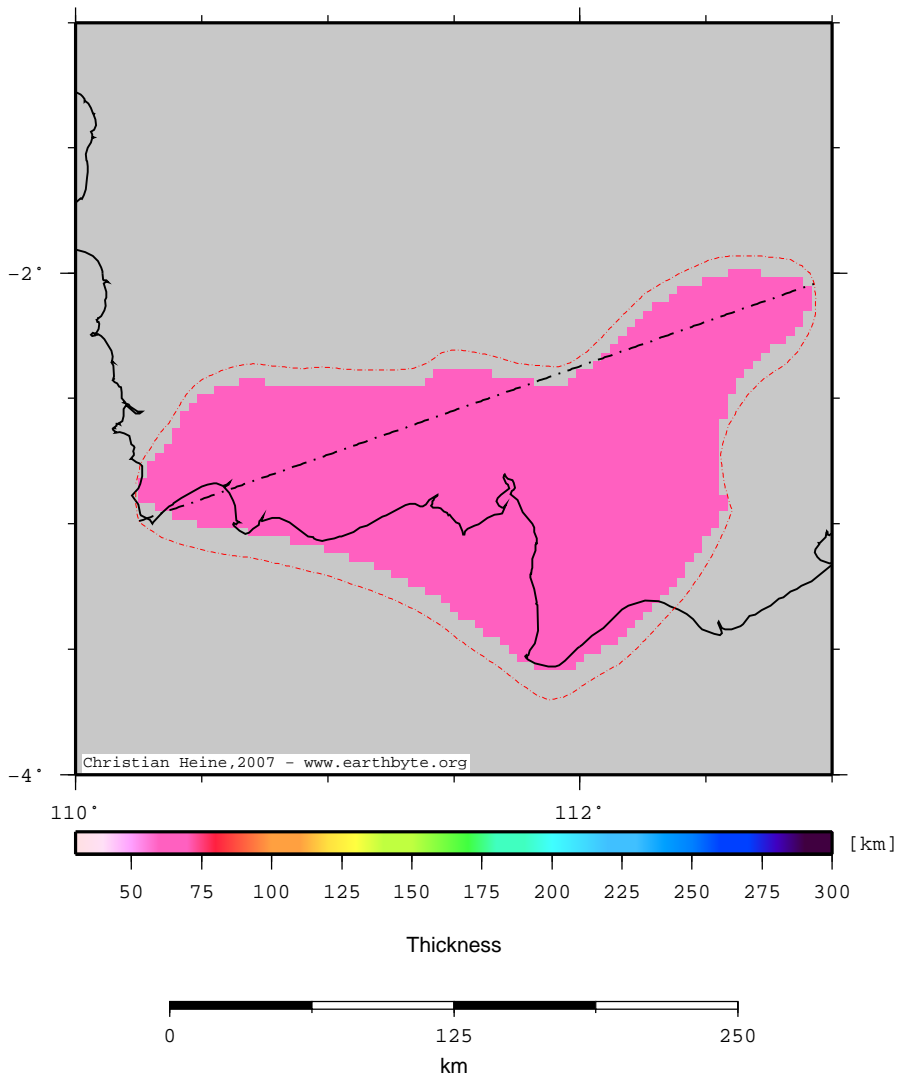 -2°
-4°
Christian Heine,2007 - www.earthbyte.org
110° 112°
[km]
50 75 100 125 150 175 200 225 250 275 300
Thickness
0 125 250
km